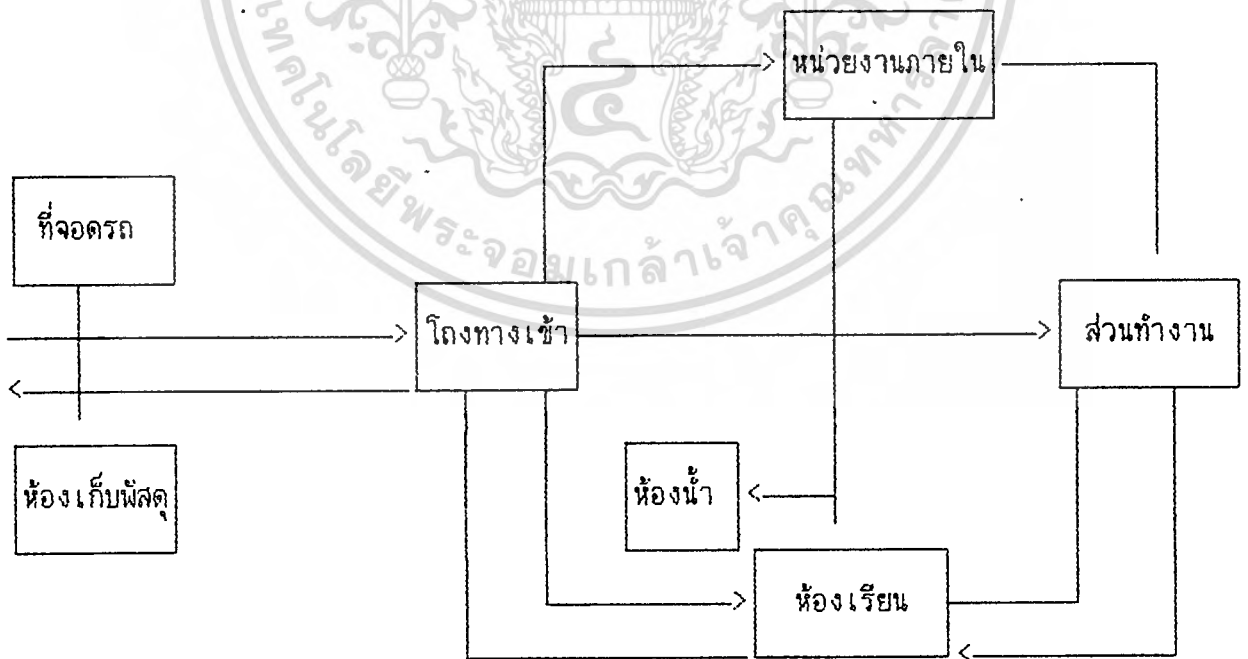 หน่วยงานภายใน
ที่จอดรถ
โถงทางเข้า
ส่วนทำงาน
ห้องเก็บพัสดุ
ห้องน้ำ
ห้องเรียน